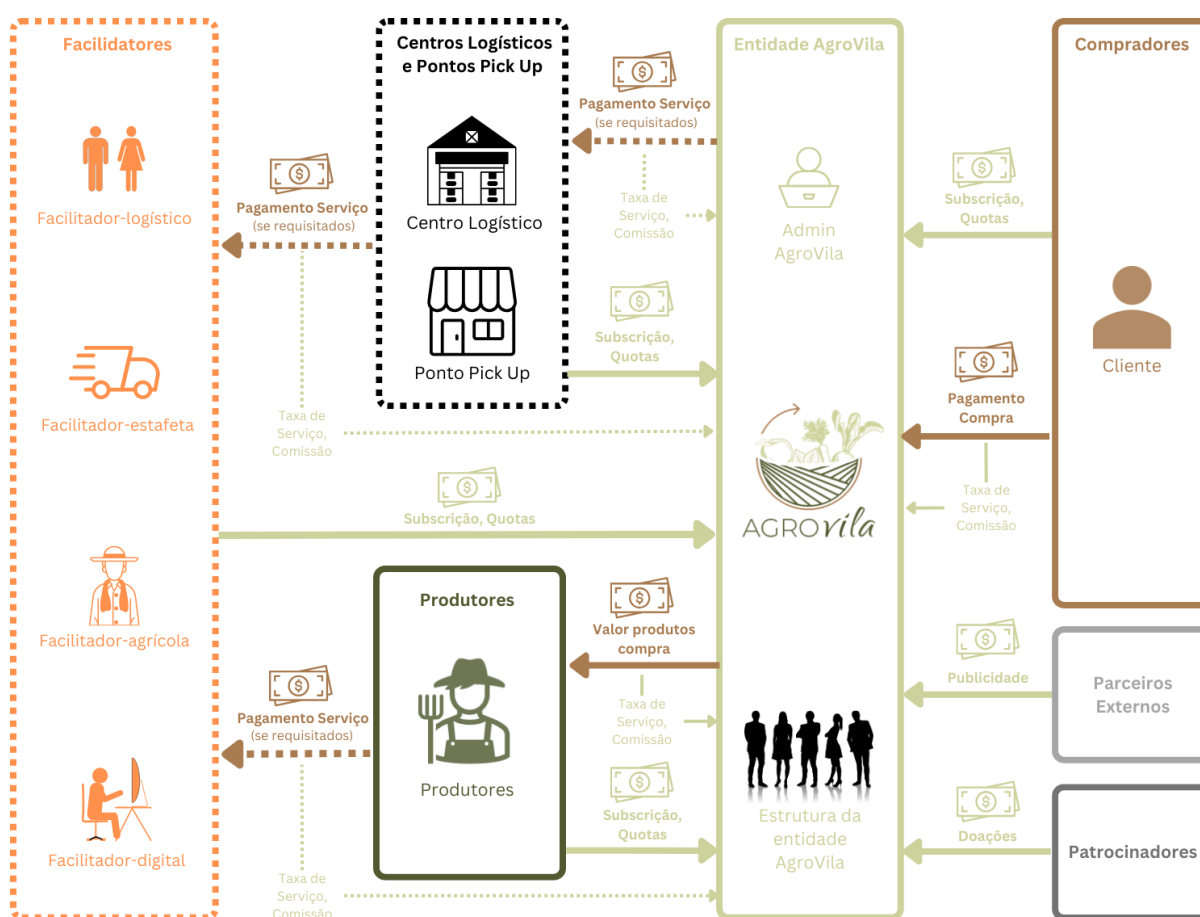 Facilidatores
Facilitador-logístico
Facilitador-estafeta
Facilitador-agrícola
Facilitador-digital
Pagamento Serviço
(se requisitados)
Taxa de
Serviço,
Comissão
Centros Logísticos
e Pontos Pick Up
Centro Logístico
Ponto Pick Up
Pagamento Serviço
(se requisitados)
Taxa de
Serviço,
Comissão
Subscrição,
Quotas
Subscrição, Quotas
Produtores
Produtores
Pagamento Serviço
(se requisitados)
Taxa de
Serviço,
Comissão
Valor produtos
compra
Taxa de
Serviço,
Comissão
Subscrição,
Quotas
Entidade AgroVila
Admin
AgroVila
AGROvila
Estrutura da
entidade
AgroVila
Subscrição,
Quotas
Pagamento
Compra
Taxa de
Serviço,
Comissão
Publicidade
Doações
Compradores
Cliente
Parceiros
Externos
Patrocinadores